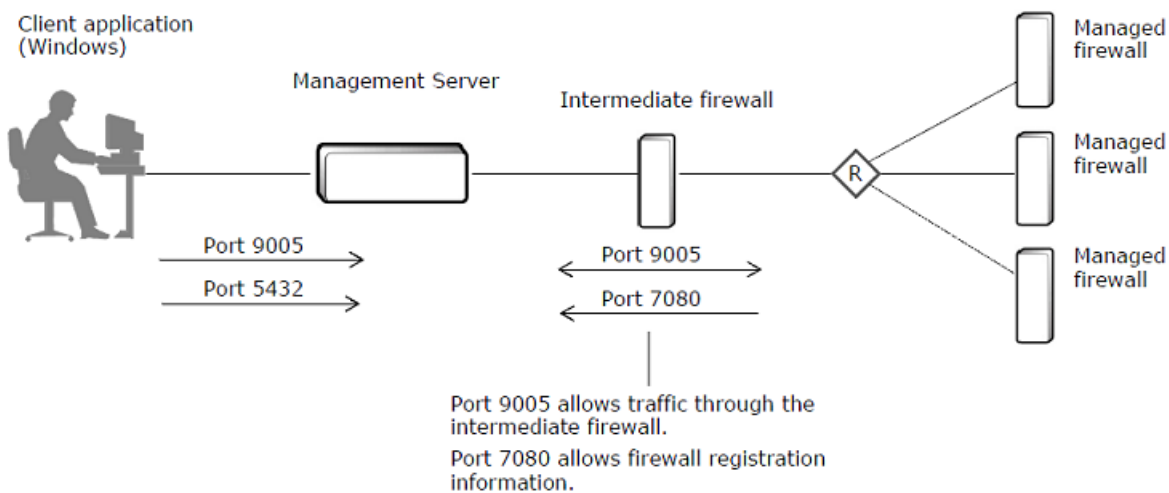 Client application
(Windows)
Management Server
Intermediate firewall
Managed
firewall
Managed
firewall
Managed
firewall
R
Port 9005
Port 5432
Port 9005
Port 7080
Port 9005 allows traffic through the
intermediate firewall.
Port 7080 allows firewall registration
information.